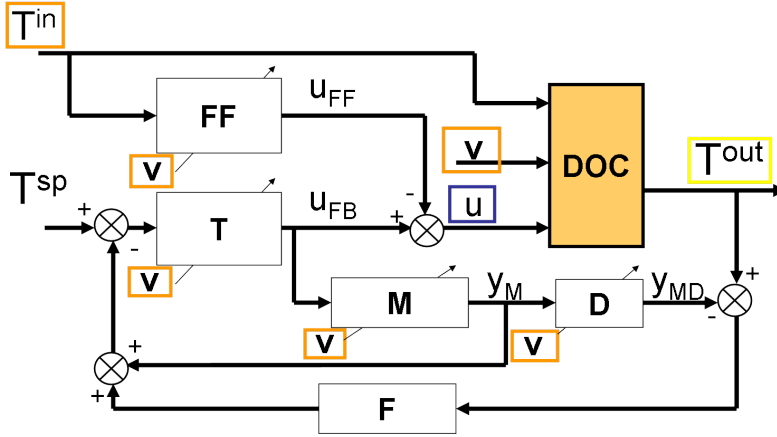 T^in
FF
u_FF
v
v
DOC
T^out
T^sp
+
-
T
u_FB
-
+
u
v
M
y_M
D
y_MD
+
-
v
v
+
+
F